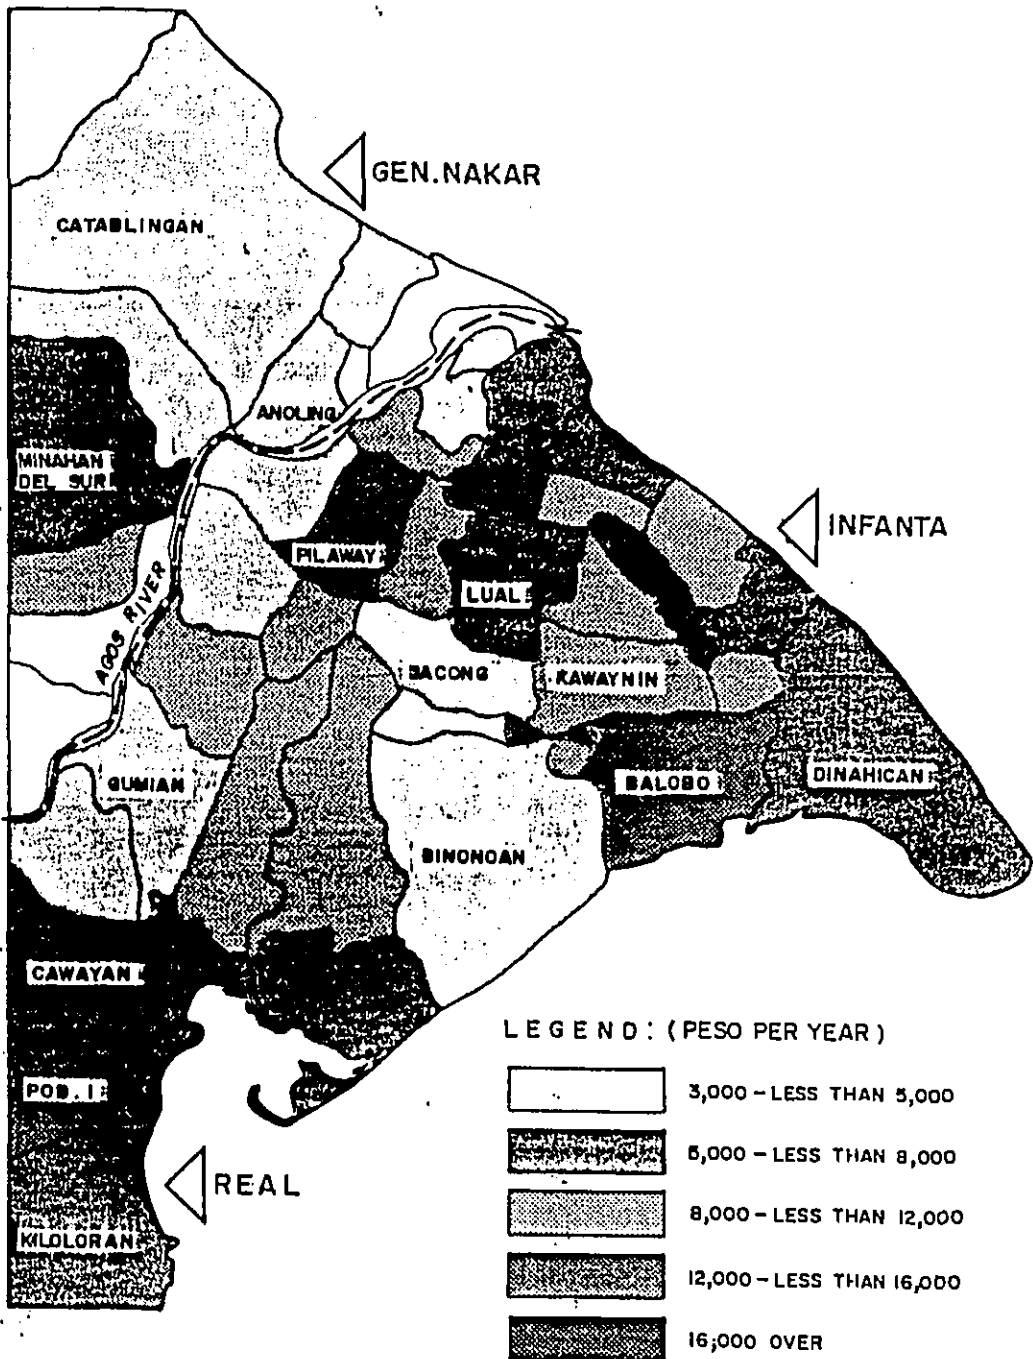 GEN.NAKAR
CATABLINGAN
ANOLING
MINAHAN
DEL SUR
INFANTA
PILAWAY
LUAL
AGOS RIVER
BACONG
KAWAYNIN
GUMIAN
BALOBO
DINAHICAN
BINONOAN
CAWAYAN
LEGEND: (PESO PER YEAR)
POB. I
3,000 - LESS THAN 5,000
5,000 - LESS THAN 8,000
REAL
8,000 - LESS THAN 12,000
KILOLORAN
12,000 - LESS THAN 16,000
16,000 OVER